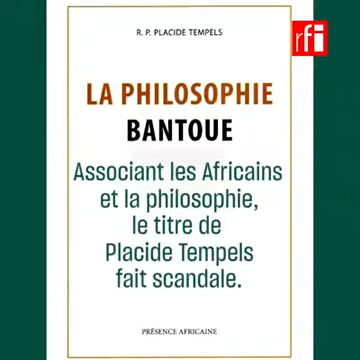 R. P. PLACIDE TEMPELS
rfi
LA PHILOSOPHIE
BANTOUE
Associant les Africains
et la philosophie,
le titre de
Placide Tempels
fait scandale.
PRÉSENCE AFRICAINE